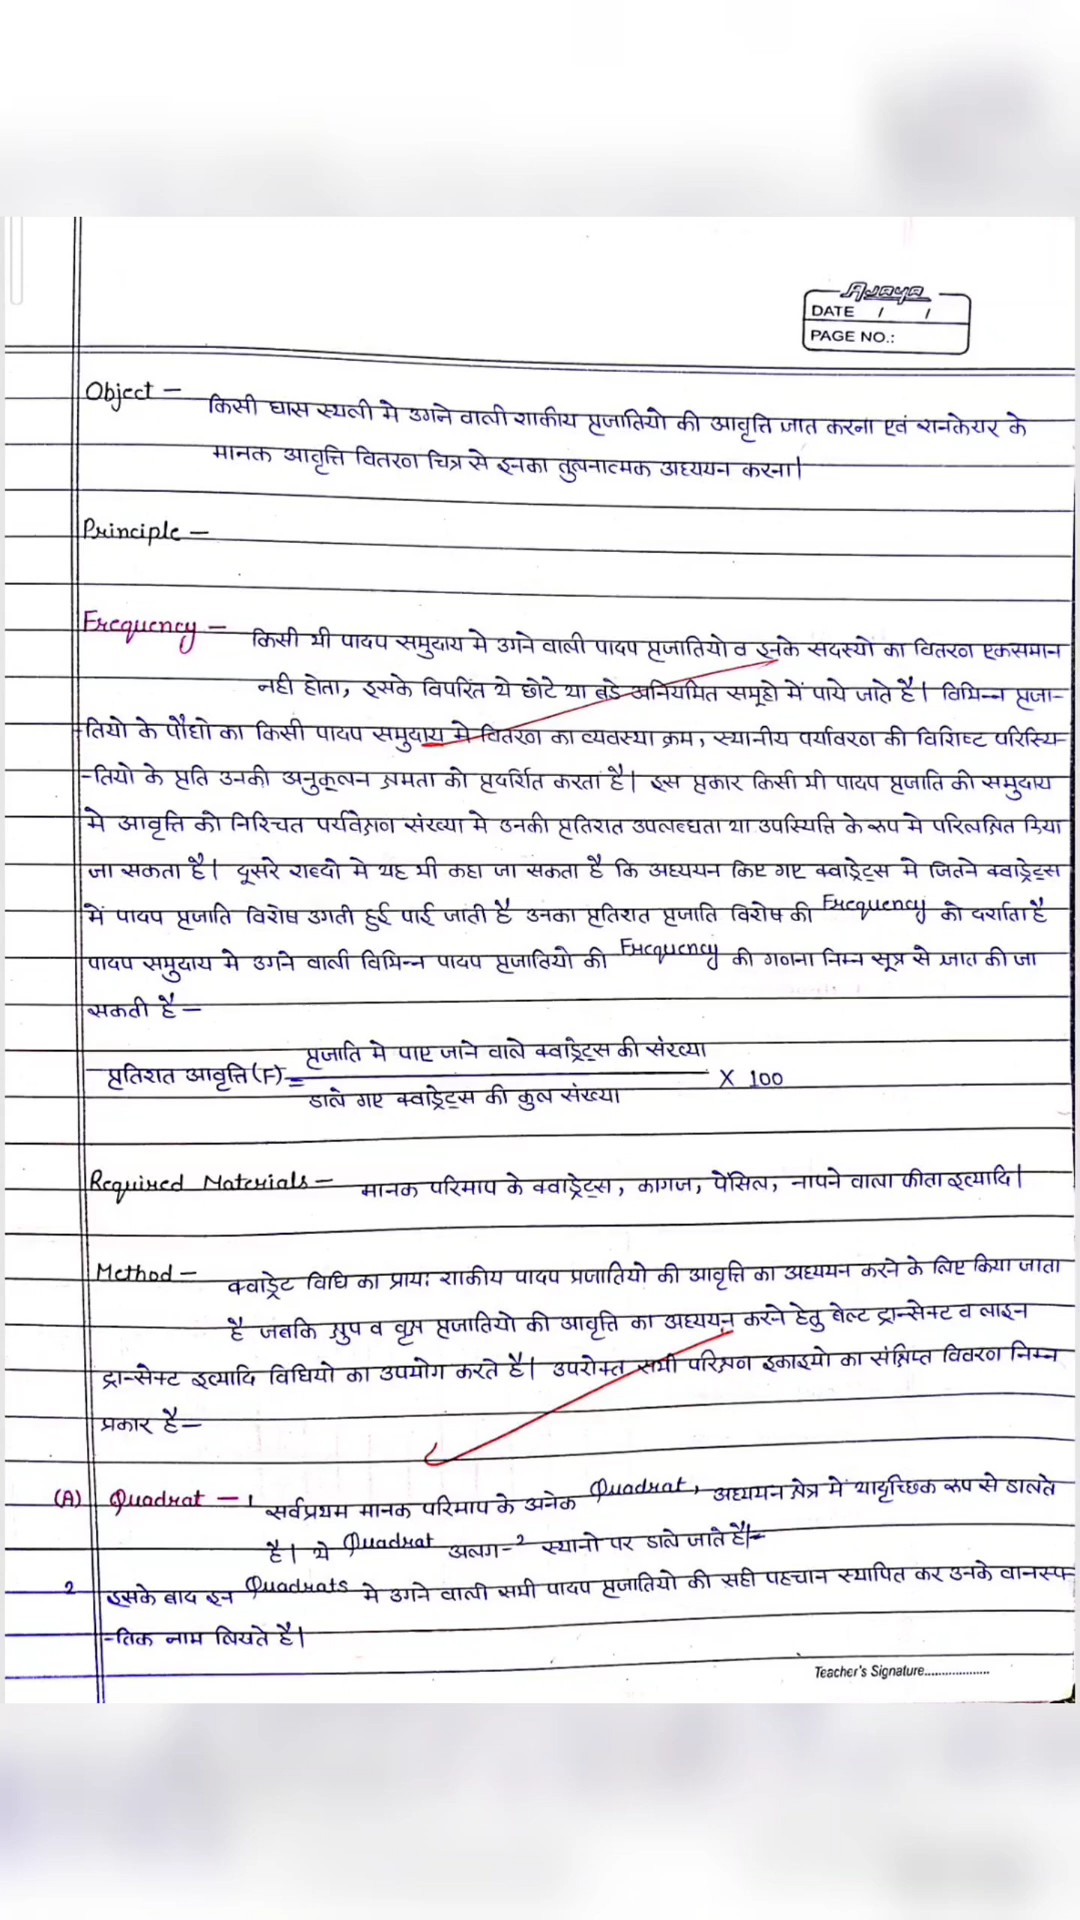 Ajaya
DATE / /
PAGE NO.:
Object – किसी घास स्थली मे उगने वाली शाकीय प्रजातियो की आवृत्ति ज्ञात करना एवं रानकेयर के
मानक आवृत्ति वितरण चित्र से इनका तुलनात्मक अध्ययन करना।
Principle –
Frequency – किसी भी पादप समुदाय मे उगने वाली पादप प्रजातियो व इनके सदस्यों का वितरण एकसमान
नही होता, इसके विपरित ये छोटे या बड़े अनियमित समूहो में पाये जाते है। विभिन्न प्रजा-
-तियो के पौधो का किसी पादप समुदाय मे वितरण का व्यवस्था क्रम, स्थानीय पर्यावरण की विशिष्ट परिस्थि-
-तियो के प्रति उनकी अनुकूलन क्षमता को प्रदर्शित करता है। इस प्रकार किसी भी पादप प्रजाति की समुदाय
मे आवृत्ति को निश्चित पर्यवेक्षण संख्या मे उनकी प्रतिशत उपलब्धता या उपस्थिति के रूप मे परिलक्षित किया
जा सकता है। दूसरे शब्दो मे यह भी कहा जा सकता है कि अध्ययन किए गए क्वाड्रेट्स मे जितने क्वाड्रेट्स
में पादप प्रजाति विशेष उगती हुई पाई जाती है उनका प्रतिशत प्रजाति विशेष की Frequency को दर्शाता है
पादप समुदाय मे उगने वाली विभिन्न पादप प्रजातियो की Frequency की गणना निम्न सूत्र से ज्ञात की जा
सकती है –
प्रतिशत आवृत्ति (F) = प्रजाति मे पाए जाने वाले क्वाड्रेट्स की संख्या
डाले गए क्वाड्रेट्स की कुल संख्या X 100
Required Materials – मानक परिमाप के क्वाड्रेट्स, कागज, पेंसिल, नापने वाला फीता इत्यादि।
Method – क्वाड्रेट विधि का प्रायः शाकीय पादप प्रजातियो की आवृत्ति का अध्ययन करने के लिए किया जाता
है जबकि क्षुप व वृक्ष प्रजातियो की आवृत्ति का अध्ययन करने हेतु बेल्ट ट्रान्सेक्ट व लाइन
ट्रान्सेक्ट इत्यादि विधियो का उपयोग करते है। उपरोक्त सभी परिक्षण इकाइयो का संक्षिप्त विवरण निम्न
प्रकार है –
(A) Quadrat – 1 सर्वप्रथम मानक परिमाप के अनेक Quadrat, अध्ययन क्षेत्र में यादृच्छिक रूप से डालते
है। ये Quadrat अलग-2 स्थानो पर डाले जाते है।-
2 इसके बाद इन Quadrats मे उगने वाली सभी पादप प्रजातियो की सही पहचान स्थापित कर उनके वानस्प-
-तिक नाम लिखते है।
Teacher's Signature...................